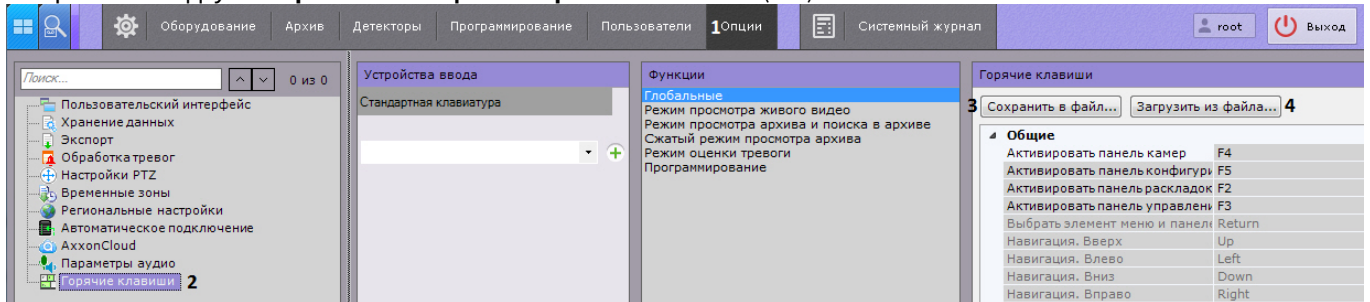 Оборудование Архив Детекторы Программирование Пользователи 1 Опции Системный журнал root Выход
Поиск... 0 из 0
Пользовательский интерфейс
Хранение данных
Экспорт
Обработка тревог
Настройки PTZ
Временные зоны
Региональные настройки
Автоматическое подключение
AxxonCloud
Параметры аудио
Горячие клавиши 2
Устройства ввода
Стандартная клавиатура
Функции
Глобальные
Режим просмотра живого видео
Режим просмотра архива и поиска в архиве
Сжатый режим просмотра архива
Режим оценки тревоги
Программирование
Горячие клавиши
3 Сохранить в файл... Загрузить из файла... 4
Общие
Активировать панель камер F4
Активировать панель конфигури F5
Активировать панель раскладок F2
Активировать панель управлени F3
Выбрать элемент меню и панеле Return
Навигация. Вверх Up
Навигация. Влево Left
Навигация. Вниз Down
Навигация. Вправо Right